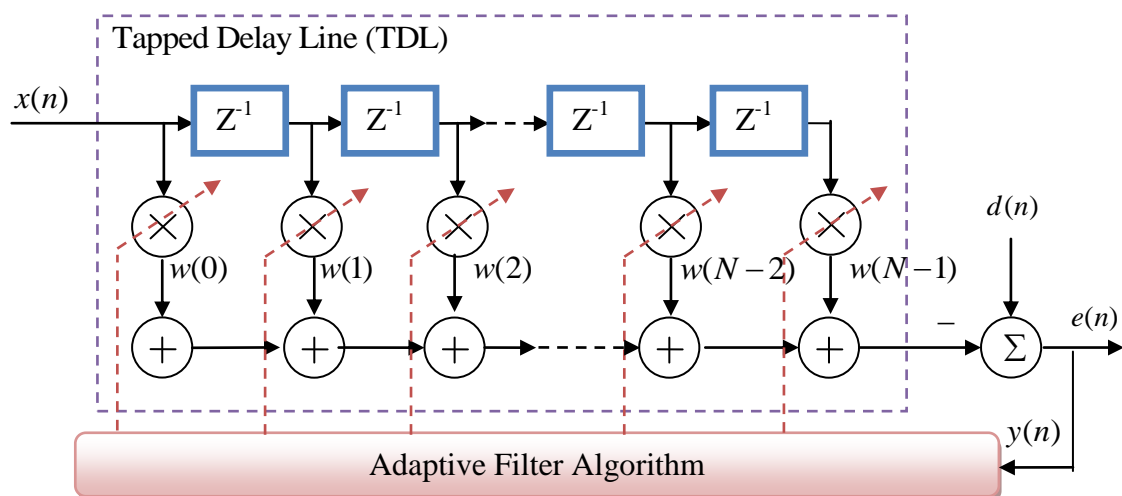 Tapped Delay Line (TDL)
x(n)
Z⁻¹ Z⁻¹ Z⁻¹ Z⁻¹
× × × × ×
d(n)
w(0) w(1) w(2) w(N−2) w(N−1)
+ + + + + − Σ e(n)
y(n)
Adaptive Filter Algorithm